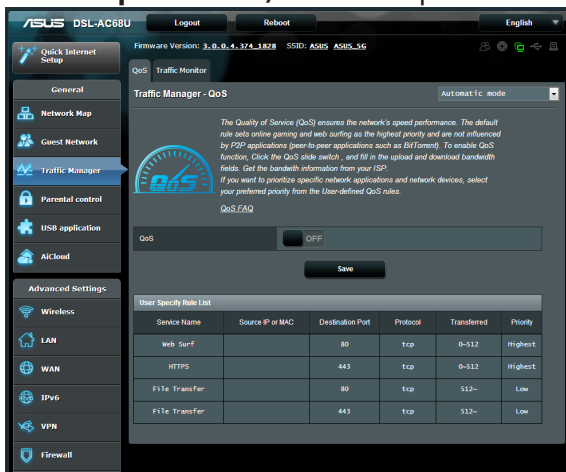 ASUS DSL-AC68U Logout Reboot English
Quick Internet Setup
Firmware Version: 3.0.0.4.374_1828 SSID: ASUS ASUS_5G
QoS Traffic Monitor
General
Network Map
Guest Network
Traffic Manager
Parental control
USB application
AiCloud
Advanced Settings
Wireless
LAN
WAN
IPv6
VPN
Firewall
Traffic Manager - QoS Automatic mode
QoS
The Quality of Service (QoS) ensures the network's speed performance. The default
rule sets online gaming and web surfing as the highest priority and are not influenced
by P2P applications (peer-to-peer applications such as BitTorrent). To enable QoS
function, Click the QoS slide switch , and fill in the upload and download bandwidth
fields. Get the bandwidth information from your ISP.
If you want to prioritize specific network applications and network devices, select
your preferred priority from the User-defined QoS rules.
QoS FAQ
QoS OFF
Save
User Specify Rule List
Service Name Source IP or MAC Destination Port Protocol Transferred Priority
Web Surf 80 tcp 0~512 Highest
HTTPS 443 tcp 0~512 Highest
File Transfer 80 tcp 512~ Low
File Transfer 443 tcp 512~ Low